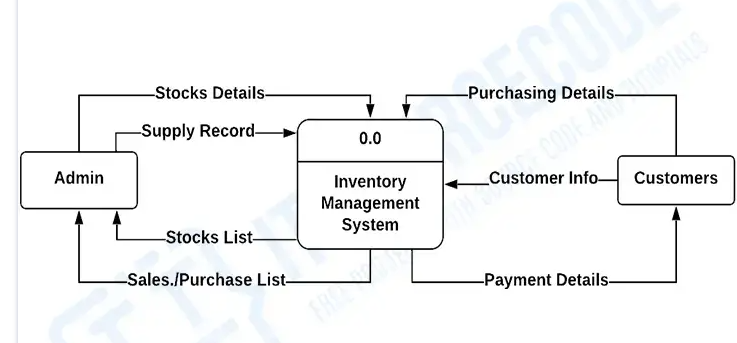 Stocks Details
Purchasing Details
Supply Record
0.0
Admin
Inventory
Management
System
Customer Info
Customers
Stocks List
Sales./Purchase List
Payment Details